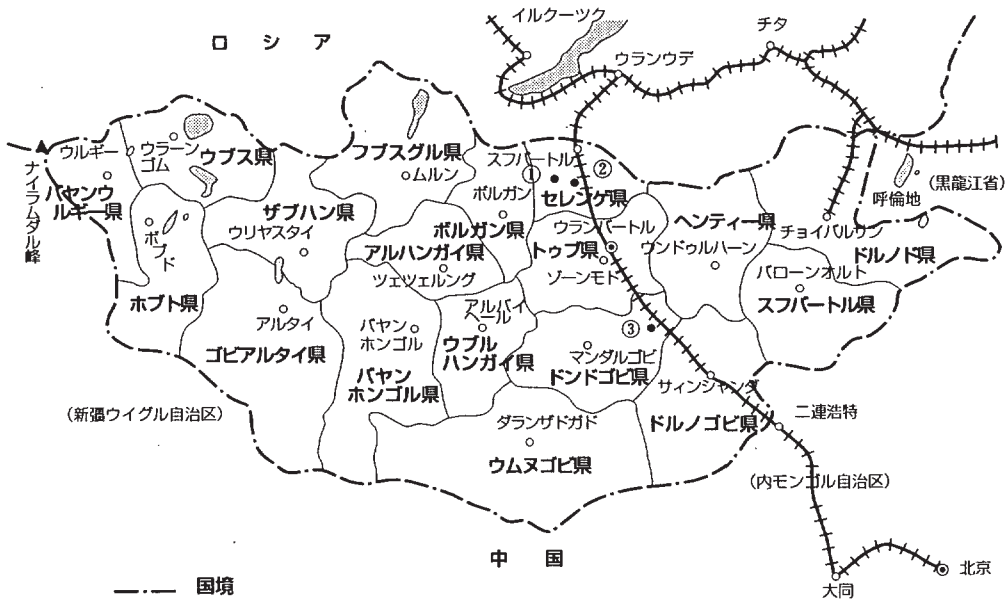 イルクーツク
チタ
ロシア
ウランウデ
ウルギー
ウラーン
ゴム
ウブス県
フブスグル県
ムルン
スフバートル
①
②
セレンゲ県
ナイラムダル峰
バヤンウ
ルギー県
ザブハン県
ウリヤスタイ
ボルガン
ボルガン県
アルハンガイ県
ツェツェルング
ウランバートル
トゥブ県
ゾーンモド
ヘンティー県
ウンドゥルハーン
呼倫地
(黒龍江省)
チョイバルサン
ドルノド県
バローンオルト
スフバートル県
ホブド
ホブト県
アルタイ
ゴビアルタイ県
バヤン
ホンゴル
バヤン
ホンゴル県
アルバイ
ヘール
ウブル
ハンガイ県
③
マンダルゴビ
ドンドゴビ県
サィンシャンダ
(新疆ウイグル自治区)
ダランザドガド
ウムヌゴビ県
ドルノゴビ県
二連浩特
(内モンゴル自治区)
中国
北京
大同
国境